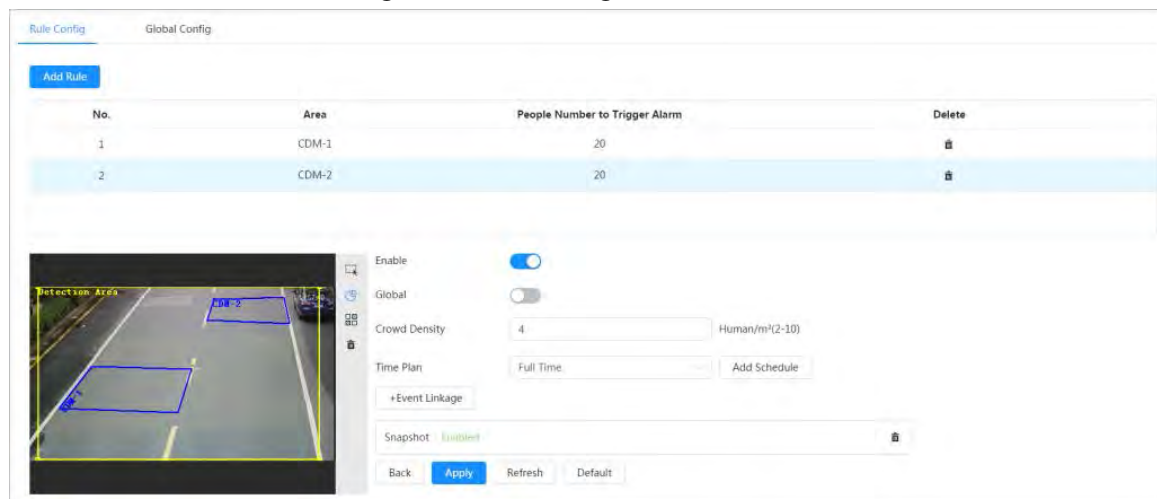 Rule Config Global Config
Add Rule
No. Area People Number to Trigger Alarm Delete
1 CDM-1 20
2 CDM-2 20
Enable
Detection Area
CDM-2
Global
Crowd Density 4 Human/m²(2-10)
Time Plan Full Time Add Schedule
+Event Linkage
CDM-1
Snapshot Enabled
Back Apply Refresh Default